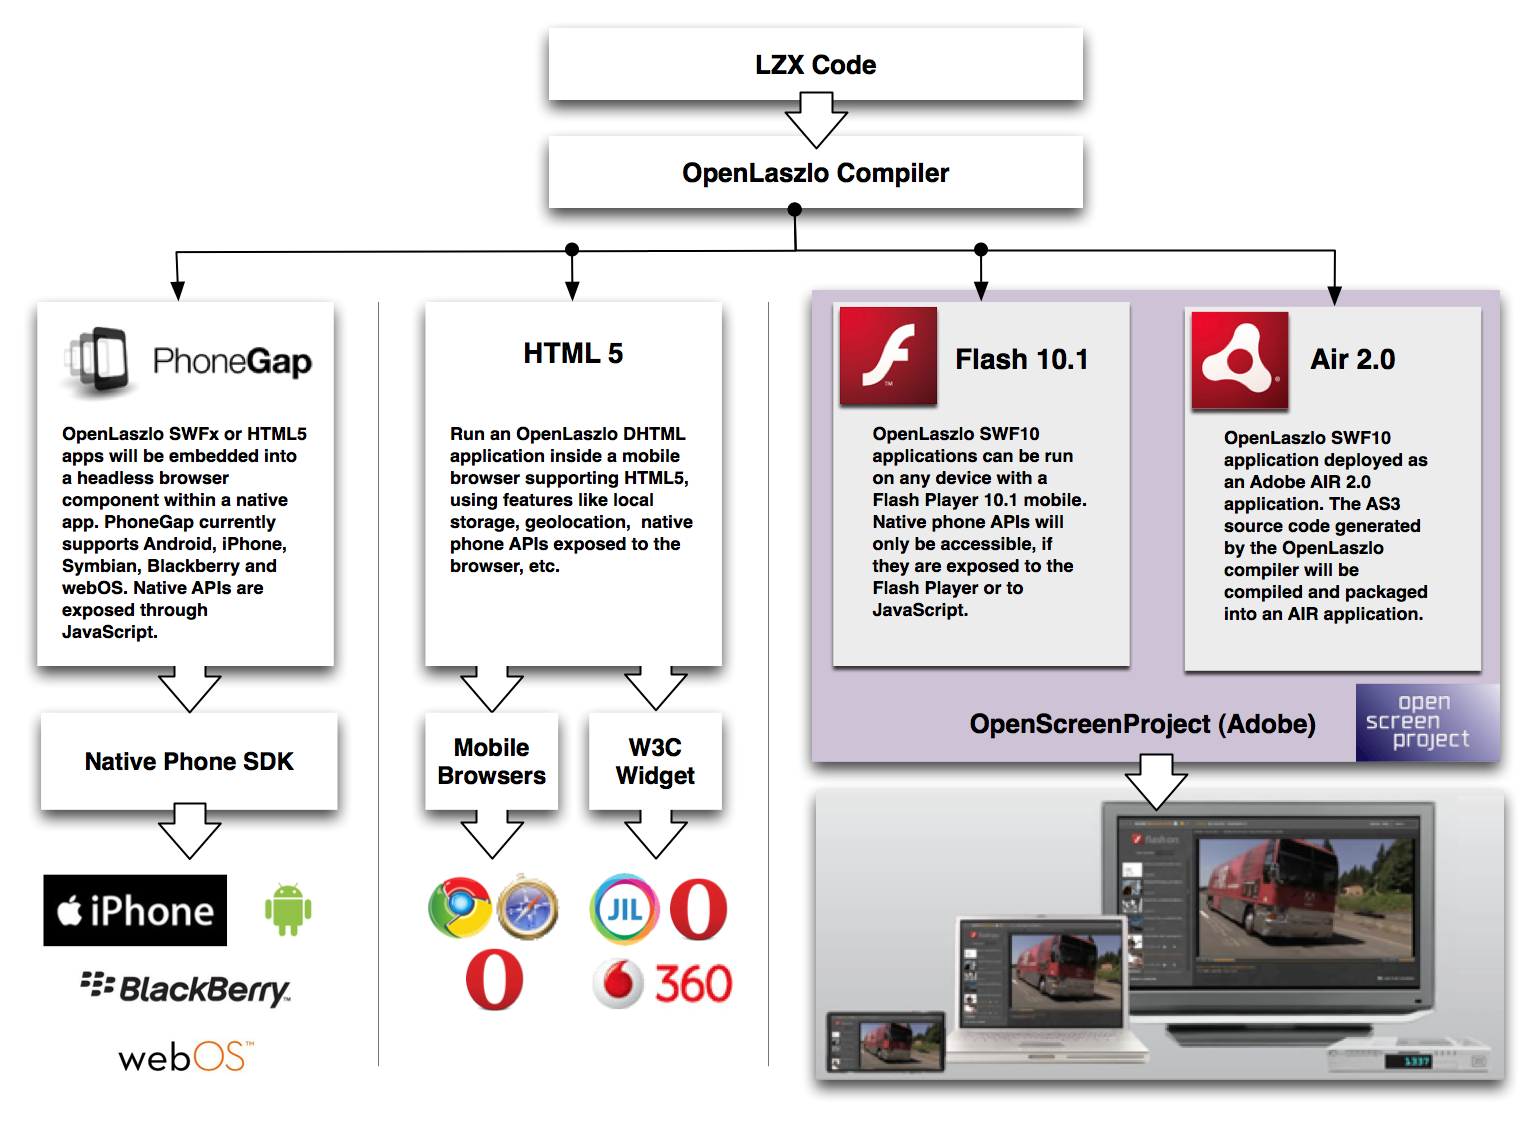 LZX Code
OpenLaszlo Compiler
PhoneGap
OpenLaszlo SWFx or HTML5
apps will be embedded into
a headless browser
component within a native
app. PhoneGap currently
supports Android, iPhone,
Symbian, Blackberry and
webOS. Native APIs are
exposed through
JavaScript.
Native Phone SDK
iPhone
BlackBerry™
webOS™
HTML 5
Run an OpenLaszlo DHTML
application inside a mobile
browser supporting HTML5,
using features like local
storage, geolocation, native
phone APIs exposed to the
browser, etc.
Mobile
Browsers
W3C
Widget
JIL
360
Flash 10.1
TM
OpenLaszlo SWF10
applications can be run
on any device with a
Flash Player 10.1 mobile.
Native phone APIs will
only be accessible, if
they are exposed to the
Flash Player or to
JavaScript.
Air 2.0
®
OpenLaszlo SWF10
application deployed as
an Adobe AIR 2.0
application. The AS3
source code generated
by the OpenLaszlo
compiler will be
compiled and packaged
into an AIR application.
OpenScreenProject (Adobe)
open
screen
project
flashon
1337